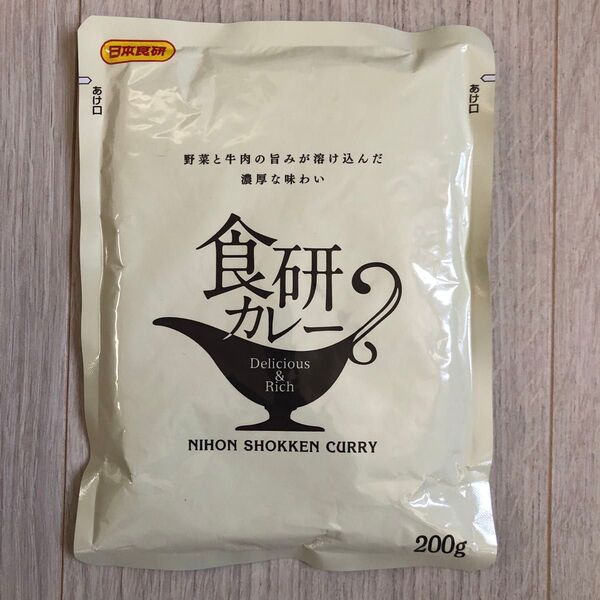 日本食研
あけ口
あけ口
野菜と牛肉の旨みが溶け込んだ
濃厚な味わい
食研
カレー
Delicious
&
Rich
NIHON SHOKKEN CURRY
200g